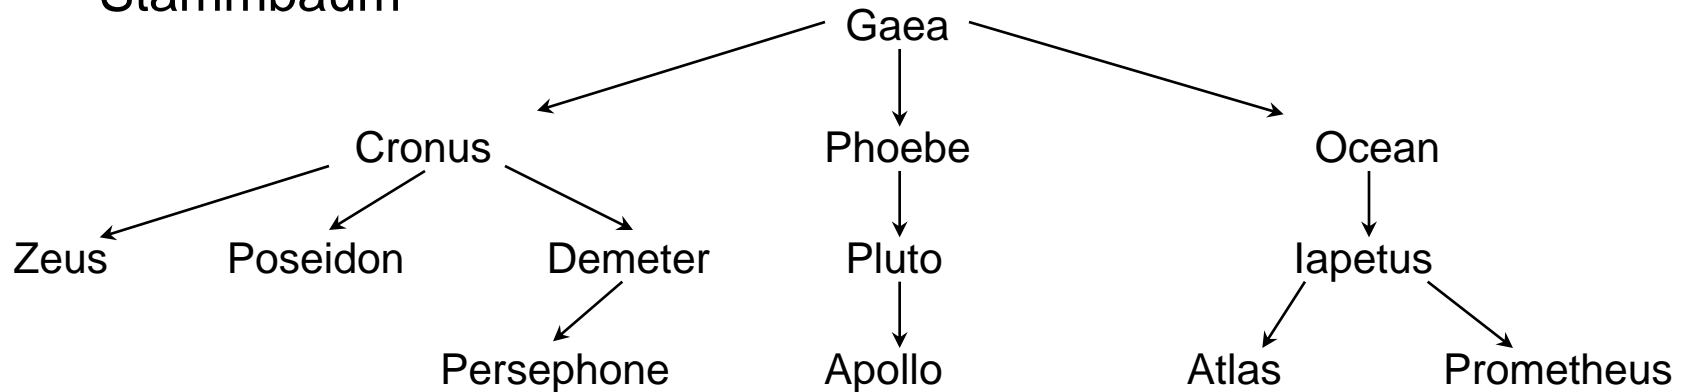 Stammbaum
Gaea
Cronus Phoebe Ocean
Zeus Poseidon Demeter Pluto Iapetus
Persephone Apollo Atlas Prometheus